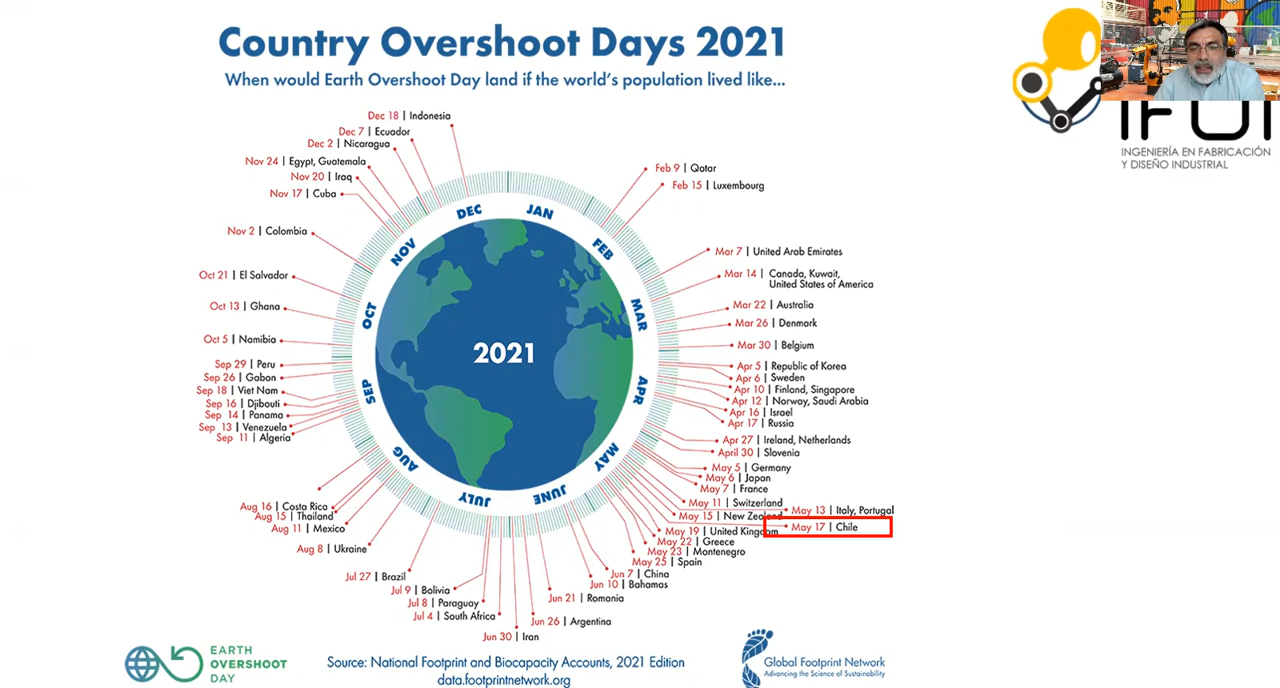 Country Overshoot Days 2021
When would Earth Overshoot Day land if the world's population lived like...
Dec 18 | Indonesia
Dec 7 | Ecuador
Dec 2 | Nicaragua
Nov 24 | Egypt, Guatemala
Nov 20 | Iraq
Nov 17 | Cuba
Nov 2 | Colombia
Oct 21 | El Salvador
Oct 13 | Ghana
Oct 5 | Namibia
Sep 29 | Peru
Sep 26 | Gabon
Sep 18 | Viet Nam
Sep 16 | Djibouti
Sep 14 | Panama
Sep 13 | Venezuela
Sep 11 | Algeria
Aug 16 | Costa Rica
Aug 15 | Thailand
Aug 11 | Mexico
Aug 8 | Ukraine
Jul 27 | Brazil
Jul 9 | Bolivia
Jul 8 | Paraguay
Jul 4 | South Africa
Jun 30 | Iran
Feb 9 | Qatar
Feb 15 | Luxembourg
Mar 7 | United Arab Emirates
Mar 14 | Canada, Kuwait,
United States of America
Mar 22 | Australia
Mar 26 | Denmark
Mar 30 | Belgium
Apr 5 | Republic of Korea
Apr 6 | Sweden
Apr 10 | Finland, Singapore
Apr 12 | Norway, Saudi Arabia
Apr 16 | Israel
Apr 17 | Russia
Apr 27 | Ireland, Netherlands
April 30 | Slovenia
May 5 | Germany
May 6 | Japan
May 7 | France
May 11 | Switzerland
May 13 | Italy, Portugal
May 15 | New Zealand
May 17 | Chile
May 19 | United Kingdom
May 22 | Greece
May 23 | Montenegro
May 25 | Spain
Jun 7 | China
Jun 10 | Bahamas
Jun 21 | Romania
Jun 26 | Argentina
JAN
FEB
MAR
APR
MAY
JUNE
JULY
AUG
SEP
OCT
NOV
DEC
2021
EARTH
OVERSHOOT
DAY
Source: National Footprint and Biocapacity Accounts, 2021 Edition
data.footprintnetwork.org
Global Footprint Network
Advancing the Science of Sustainability
INGENIERÍA EN FABRICACIÓN
Y DISEÑO INDUSTRIAL